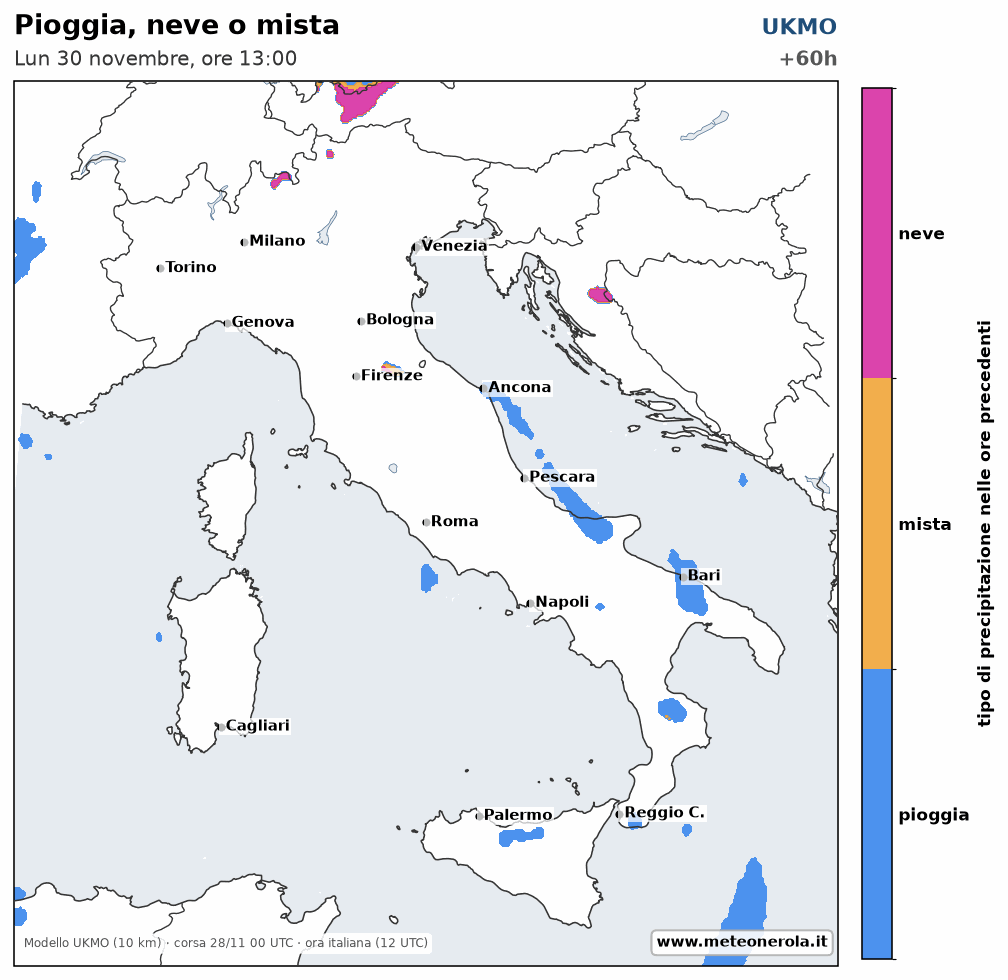 Pioggia, neve o mista
UKMO
Lun 30 novembre, ore 13:00
+60h
neve
Milano
Venezia
Torino
Genova
Bologna
Firenze
Ancona
Pescara
mista
Roma
Bari
Napoli
Cagliari
Palermo
Reggio C.
pioggia
tipo di precipitazione nelle ore precedenti
Modello UKMO (10 km) · corsa 28/11 00 UTC · ora italiana (12 UTC)
www.meteonerola.it